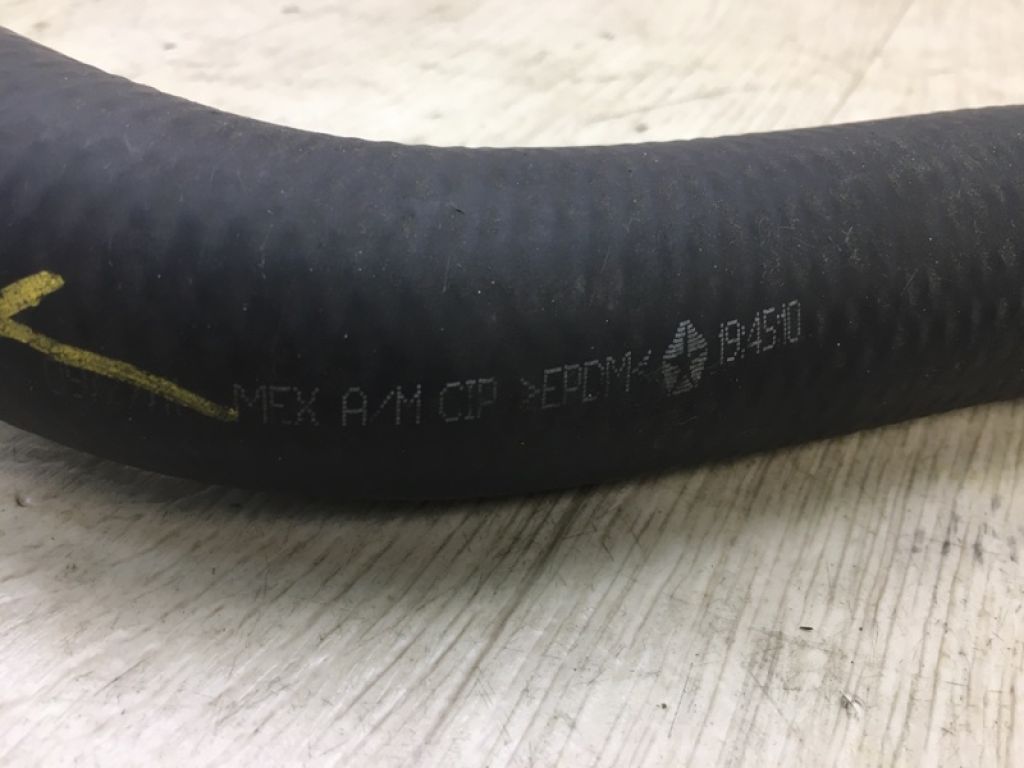 MEX A/M CIP >EPDM< 19:45:10